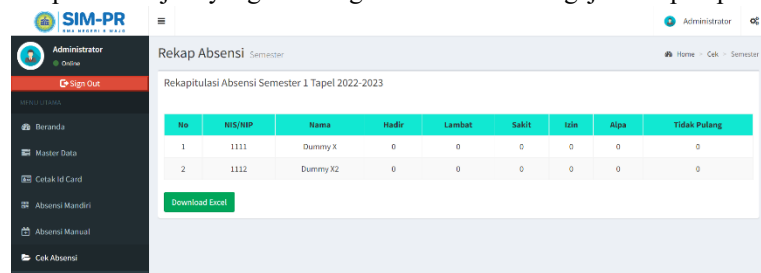 SIM-PR
SMA NEGERI X WAJO
Administrator
Administrator
Online
Sign Out
MENU UTAMA
Beranda
Master Data
Cetak Id Card
Absensi Mandiri
Absensi Manual
Cek Absensi
Rekap Absensi Semester
Home > Cek > Semester
Rekapitulasi Absensi Semester 1 Tapel 2022-2023
No NIS/NIP Nama Hadir Lambat Sakit Izin Alpa Tidak Pulang
1 1111 Dummy X 0 0 0 0 0 0
2 1112 Dummy X2 0 0 0 0 0 0
Download Excel